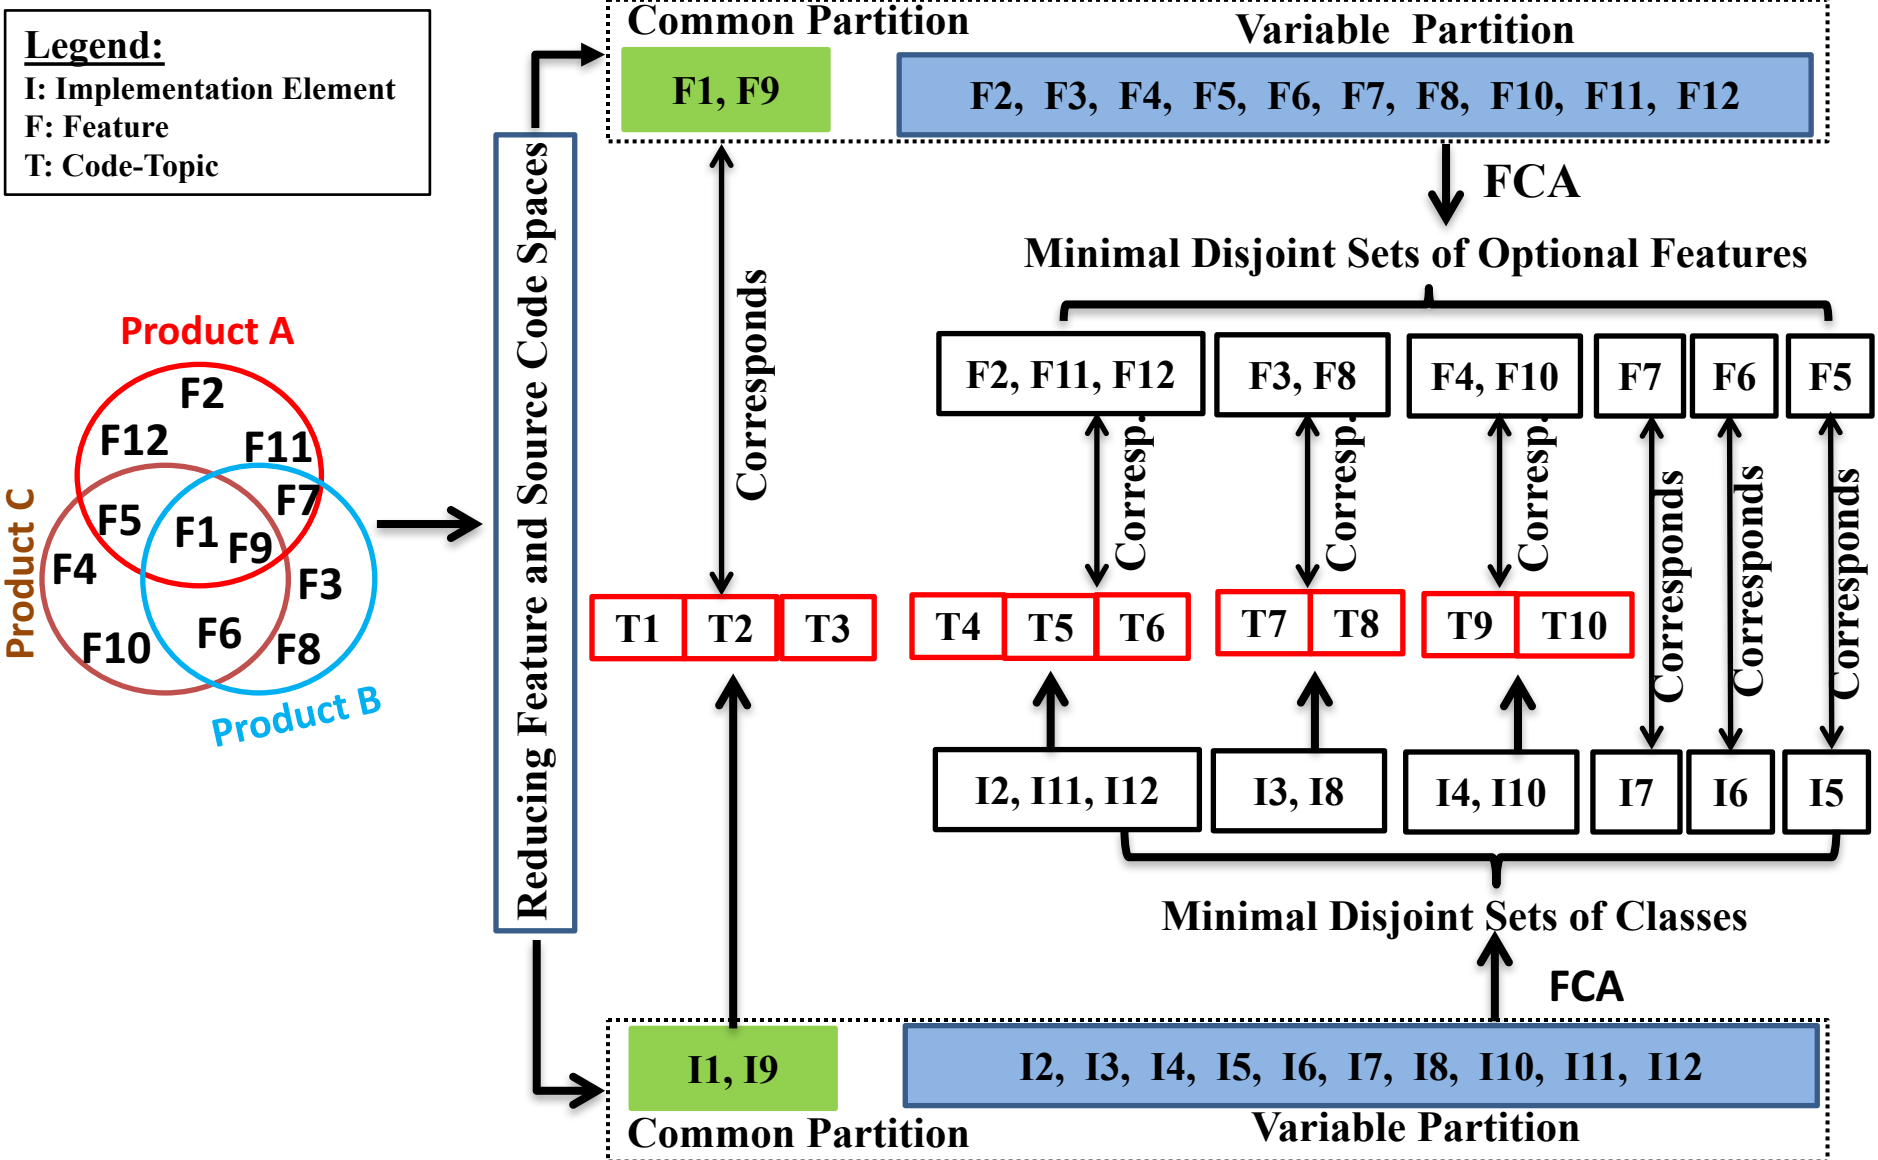 Legend:
I: Implementation Element
F: Feature
T: Code-Topic
Product A
F2
F12
F11
F7
F5
F1
F9
F4
F3
F6
F10
F8
Product C
Product B
Reducing Feature and Source Code Spaces
Common Partition
Variable Partition
F1, F9
F2, F3, F4, F5, F6, F7, F8, F10, F11, F12
FCA
Minimal Disjoint Sets of Optional Features
Corresponds
F2, F11, F12
F3, F8
F4, F10
F7
F6
F5
Corresp.
Corresp.
Corresp.
Corresponds
Corresponds
Corresponds
T1
T2
T3
T4
T5
T6
T7
T8
T9
T10
I2, I11, I12
I3, I8
I4, I10
I7
I6
I5
Minimal Disjoint Sets of Classes
FCA
I1, I9
I2, I3, I4, I5, I6, I7, I8, I10, I11, I12
Common Partition
Variable Partition